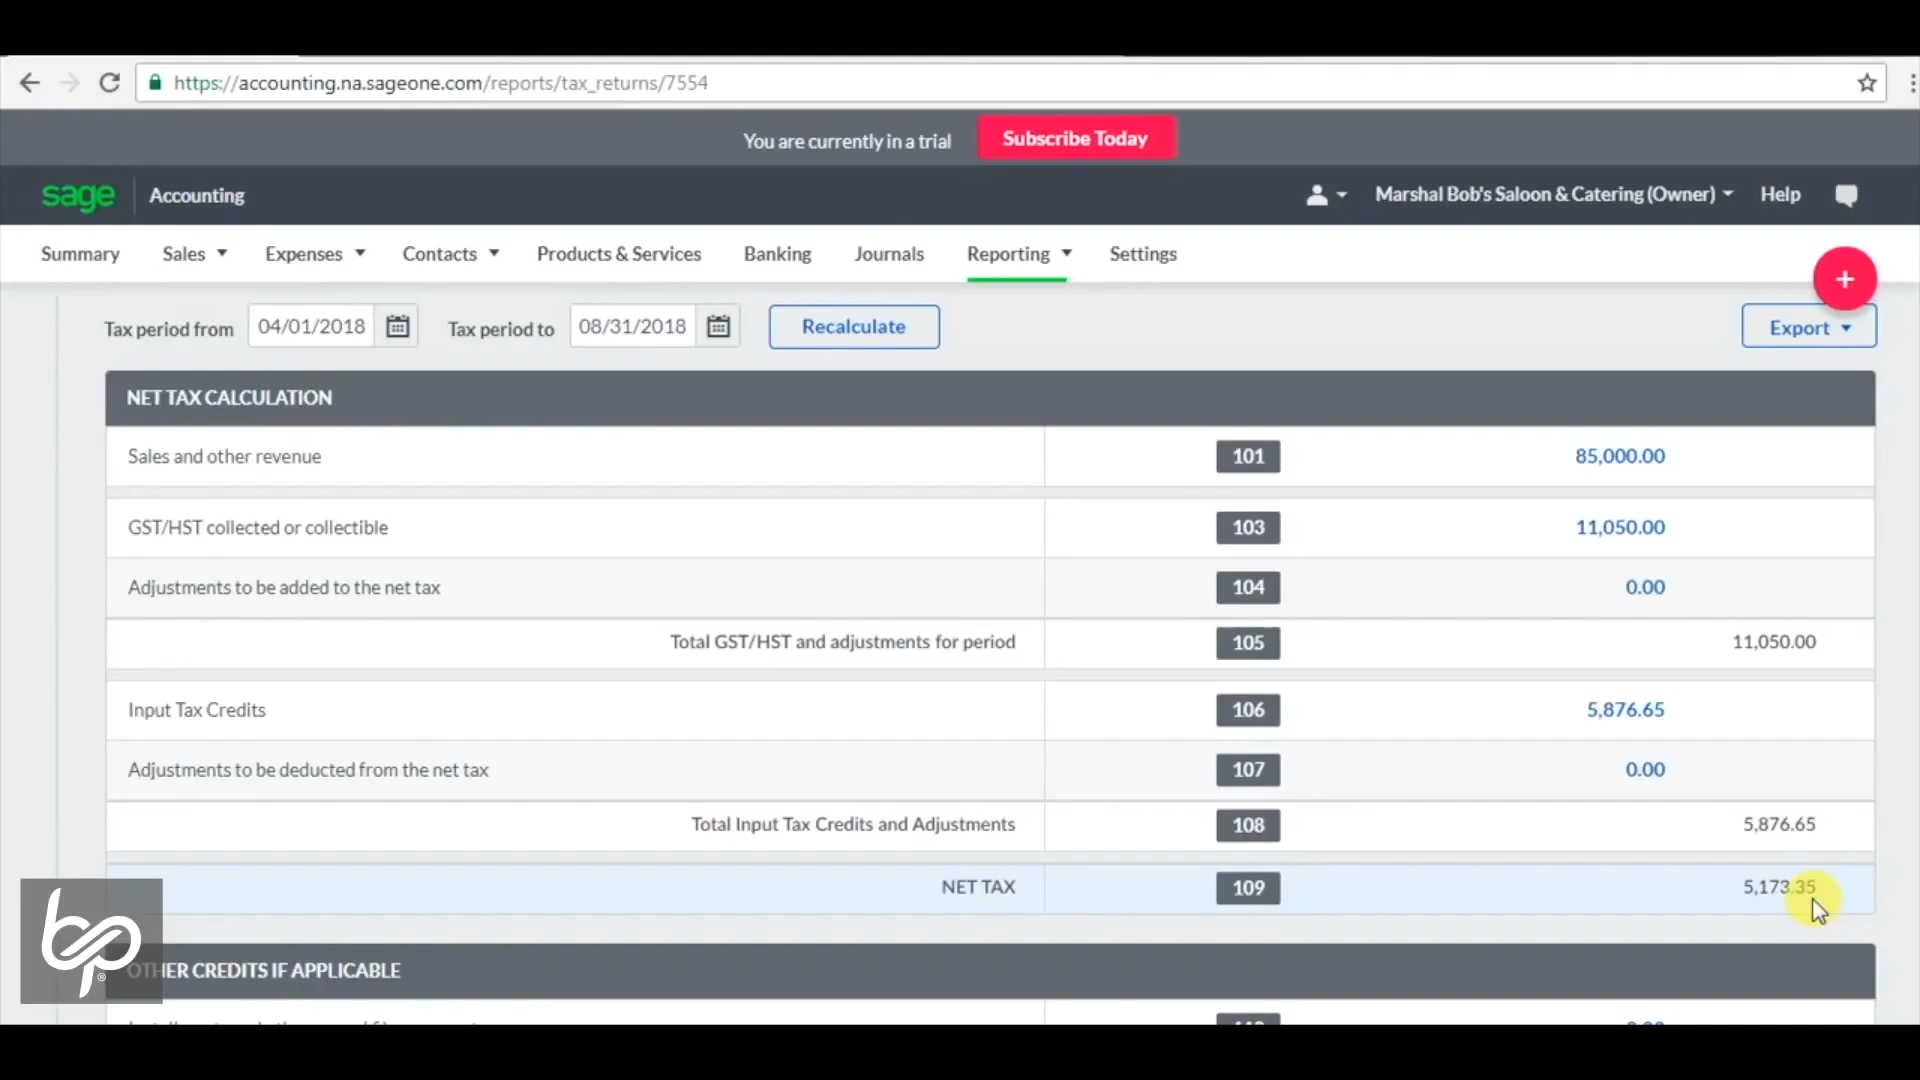 https://accounting.na.sageone.com/reports/tax_returns/7554
You are currently in a trial Subscribe Today
sage Accounting Marshal Bob's Saloon & Catering (Owner) Help
Summary Sales Expenses Contacts Products & Services Banking Journals Reporting Settings
+
Tax period from 04/01/2018 Tax period to 08/31/2018 Recalculate Export
NET TAX CALCULATION
Sales and other revenue 101 85,000.00
GST/HST collected or collectible 103 11,050.00
Adjustments to be added to the net tax 104 0.00
Total GST/HST and adjustments for period 105 11,050.00
Input Tax Credits 106 5,876.65
Adjustments to be deducted from the net tax 107 0.00
Total Input Tax Credits and Adjustments 108 5,876.65
NET TAX 109 5,173.35
bp®
OTHER CREDITS IF APPLICABLE